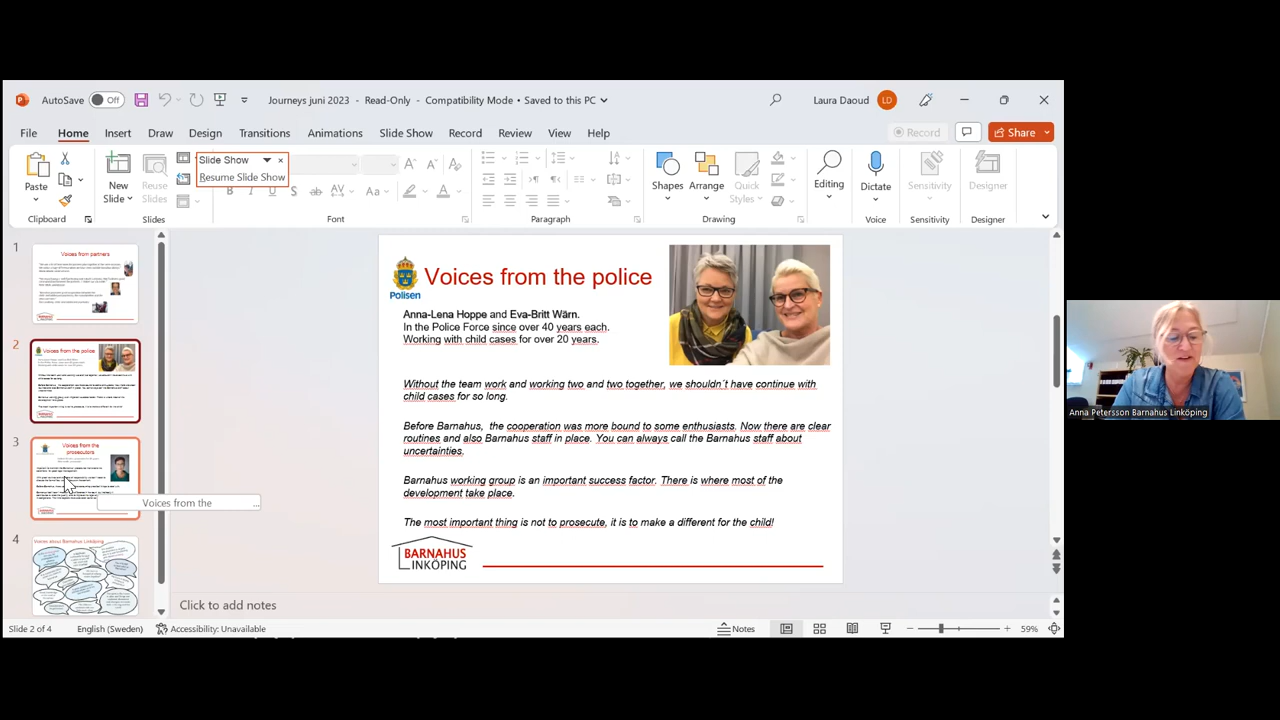 AutoSave Off
Journeys juni 2023 - Read-Only - Compatibility Mode - Saved to this PC
Laura Daoud LD
File Home Insert Draw Design Transitions Animations Slide Show Record Review View Help
Record Share
Slide Show
Resume Slide Show
Paste
New Slide
Reuse Slides
Shapes
Arrange
Quick Styles
Editing
Dictate
Sensitivity
Designer
Clipboard
Slides
Font
Paragraph
Drawing
Voice
Sensitivity
Designer
1
Voices from partners
2
Voices from the police
3
Voices from the prosecutors
Voices from the ...
4
Voices about Barnahus Linköping
Polisen
Voices from the police
Anna-Lena Hoppe and Eva-Britt Wärn.
In the Police Force since over 40 years each.
Working with child cases for over 20 years.
Without the team work and working two and two together, we shouldn´t have continue with
child cases for so long.
Before Barnahus, the cooperation was more bound to some enthusiasts. Now there are clear
routines and also Barnahus staff in place. You can always call the Barnahus staff about
uncertainties.
Barnahus working group is an important success factor. There is where most of the
development take place.
The most important thing is not to prosecute, it is to make a different for the child!
BARNAHUS
LINKÖPING
Click to add notes
Slide 2 of 4
English (Sweden)
Accessibility: Unavailable
Notes
59%
Anna Petersson Barnahus Linköping